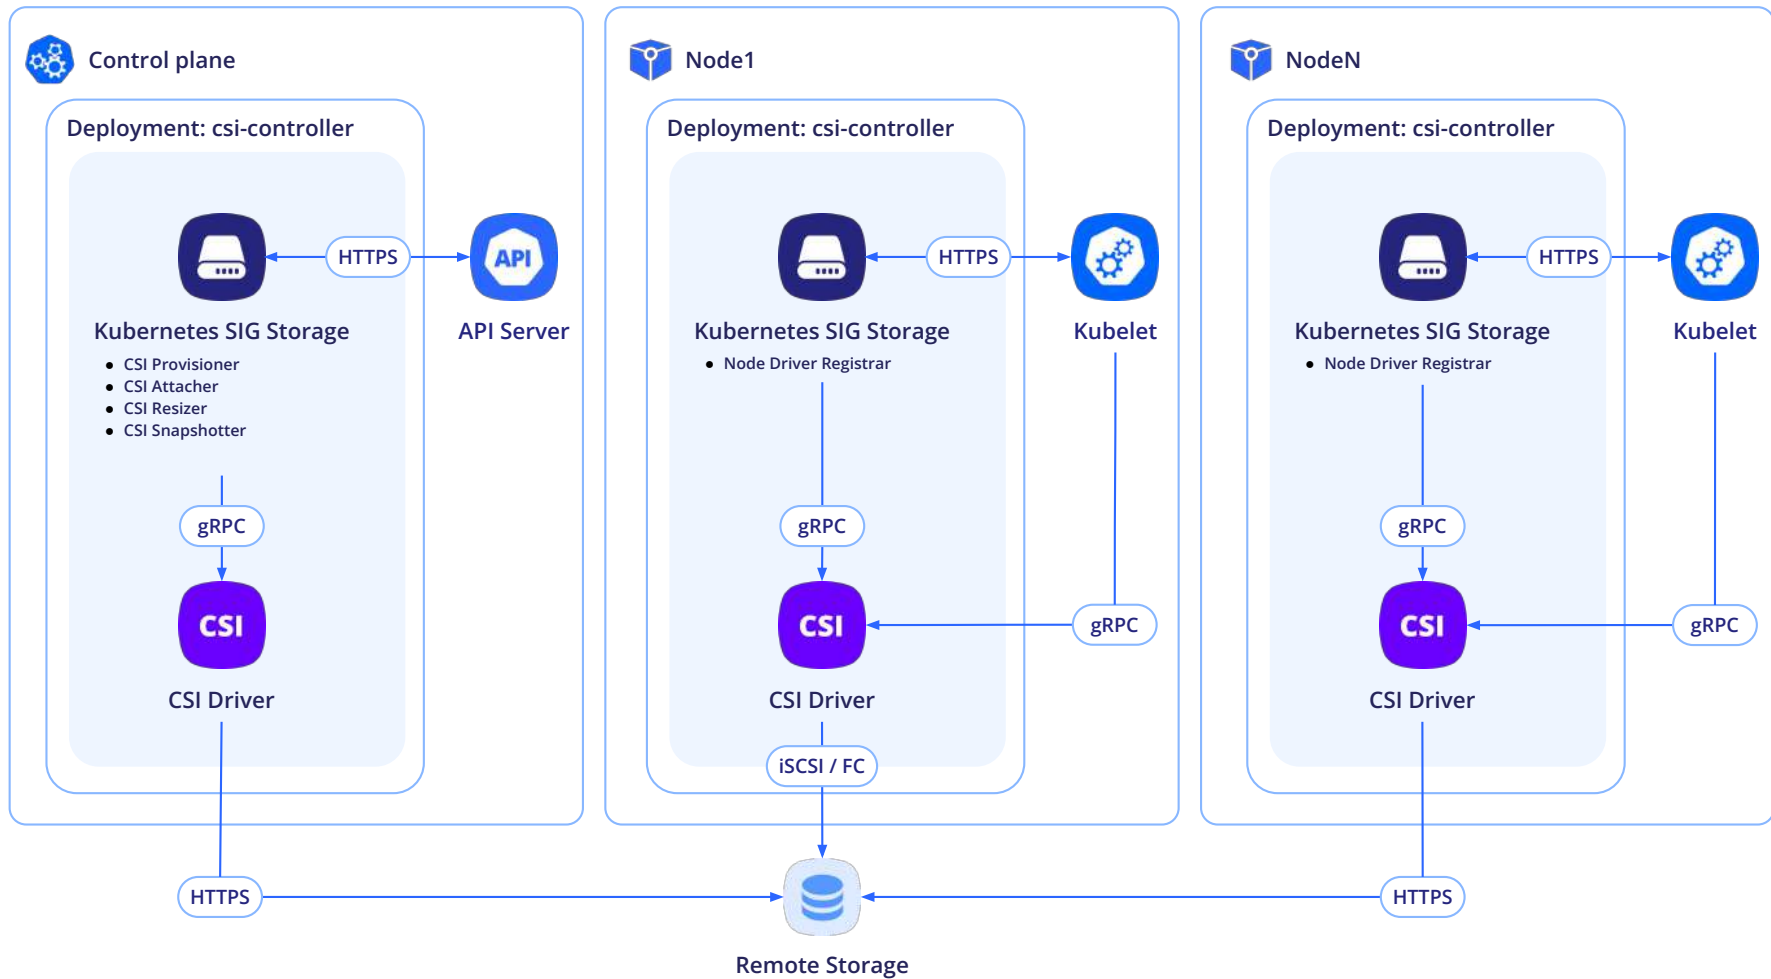 Control plane
Deployment: csi-controller
HTTPS
API
Kubernetes SIG Storage
API Server
● CSI Provisioner
● CSI Attacher
● CSI Resizer
● CSI Snapshotter
gRPC
CSI
CSI Driver
HTTPS
Node1
Deployment: csi-controller
HTTPS
Kubernetes SIG Storage
Kubelet
● Node Driver Registrar
gRPC
CSI
gRPC
CSI Driver
iSCSI / FC
NodeN
Deployment: csi-controller
HTTPS
Kubernetes SIG Storage
Kubelet
● Node Driver Registrar
gRPC
CSI
gRPC
CSI Driver
HTTPS
Remote Storage